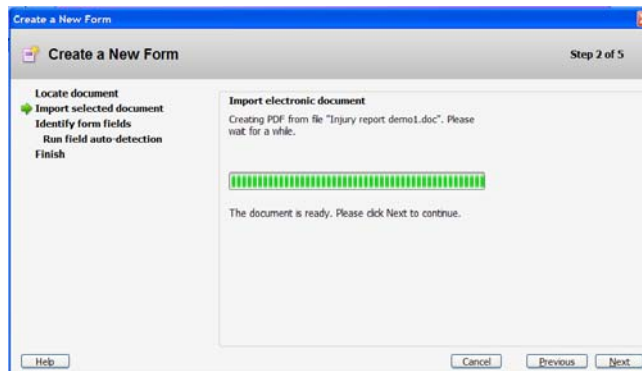 Create a New Form
Create a New Form
Step 2 of 5
Locate document
Import selected document
Identify form fields
Run field auto-detection
Finish
Import electronic document
Creating PDF from file "Injury report demo1.doc". Please
wait for a while.
The document is ready. Please click Next to continue.
Help
Cancel
Previous
Next